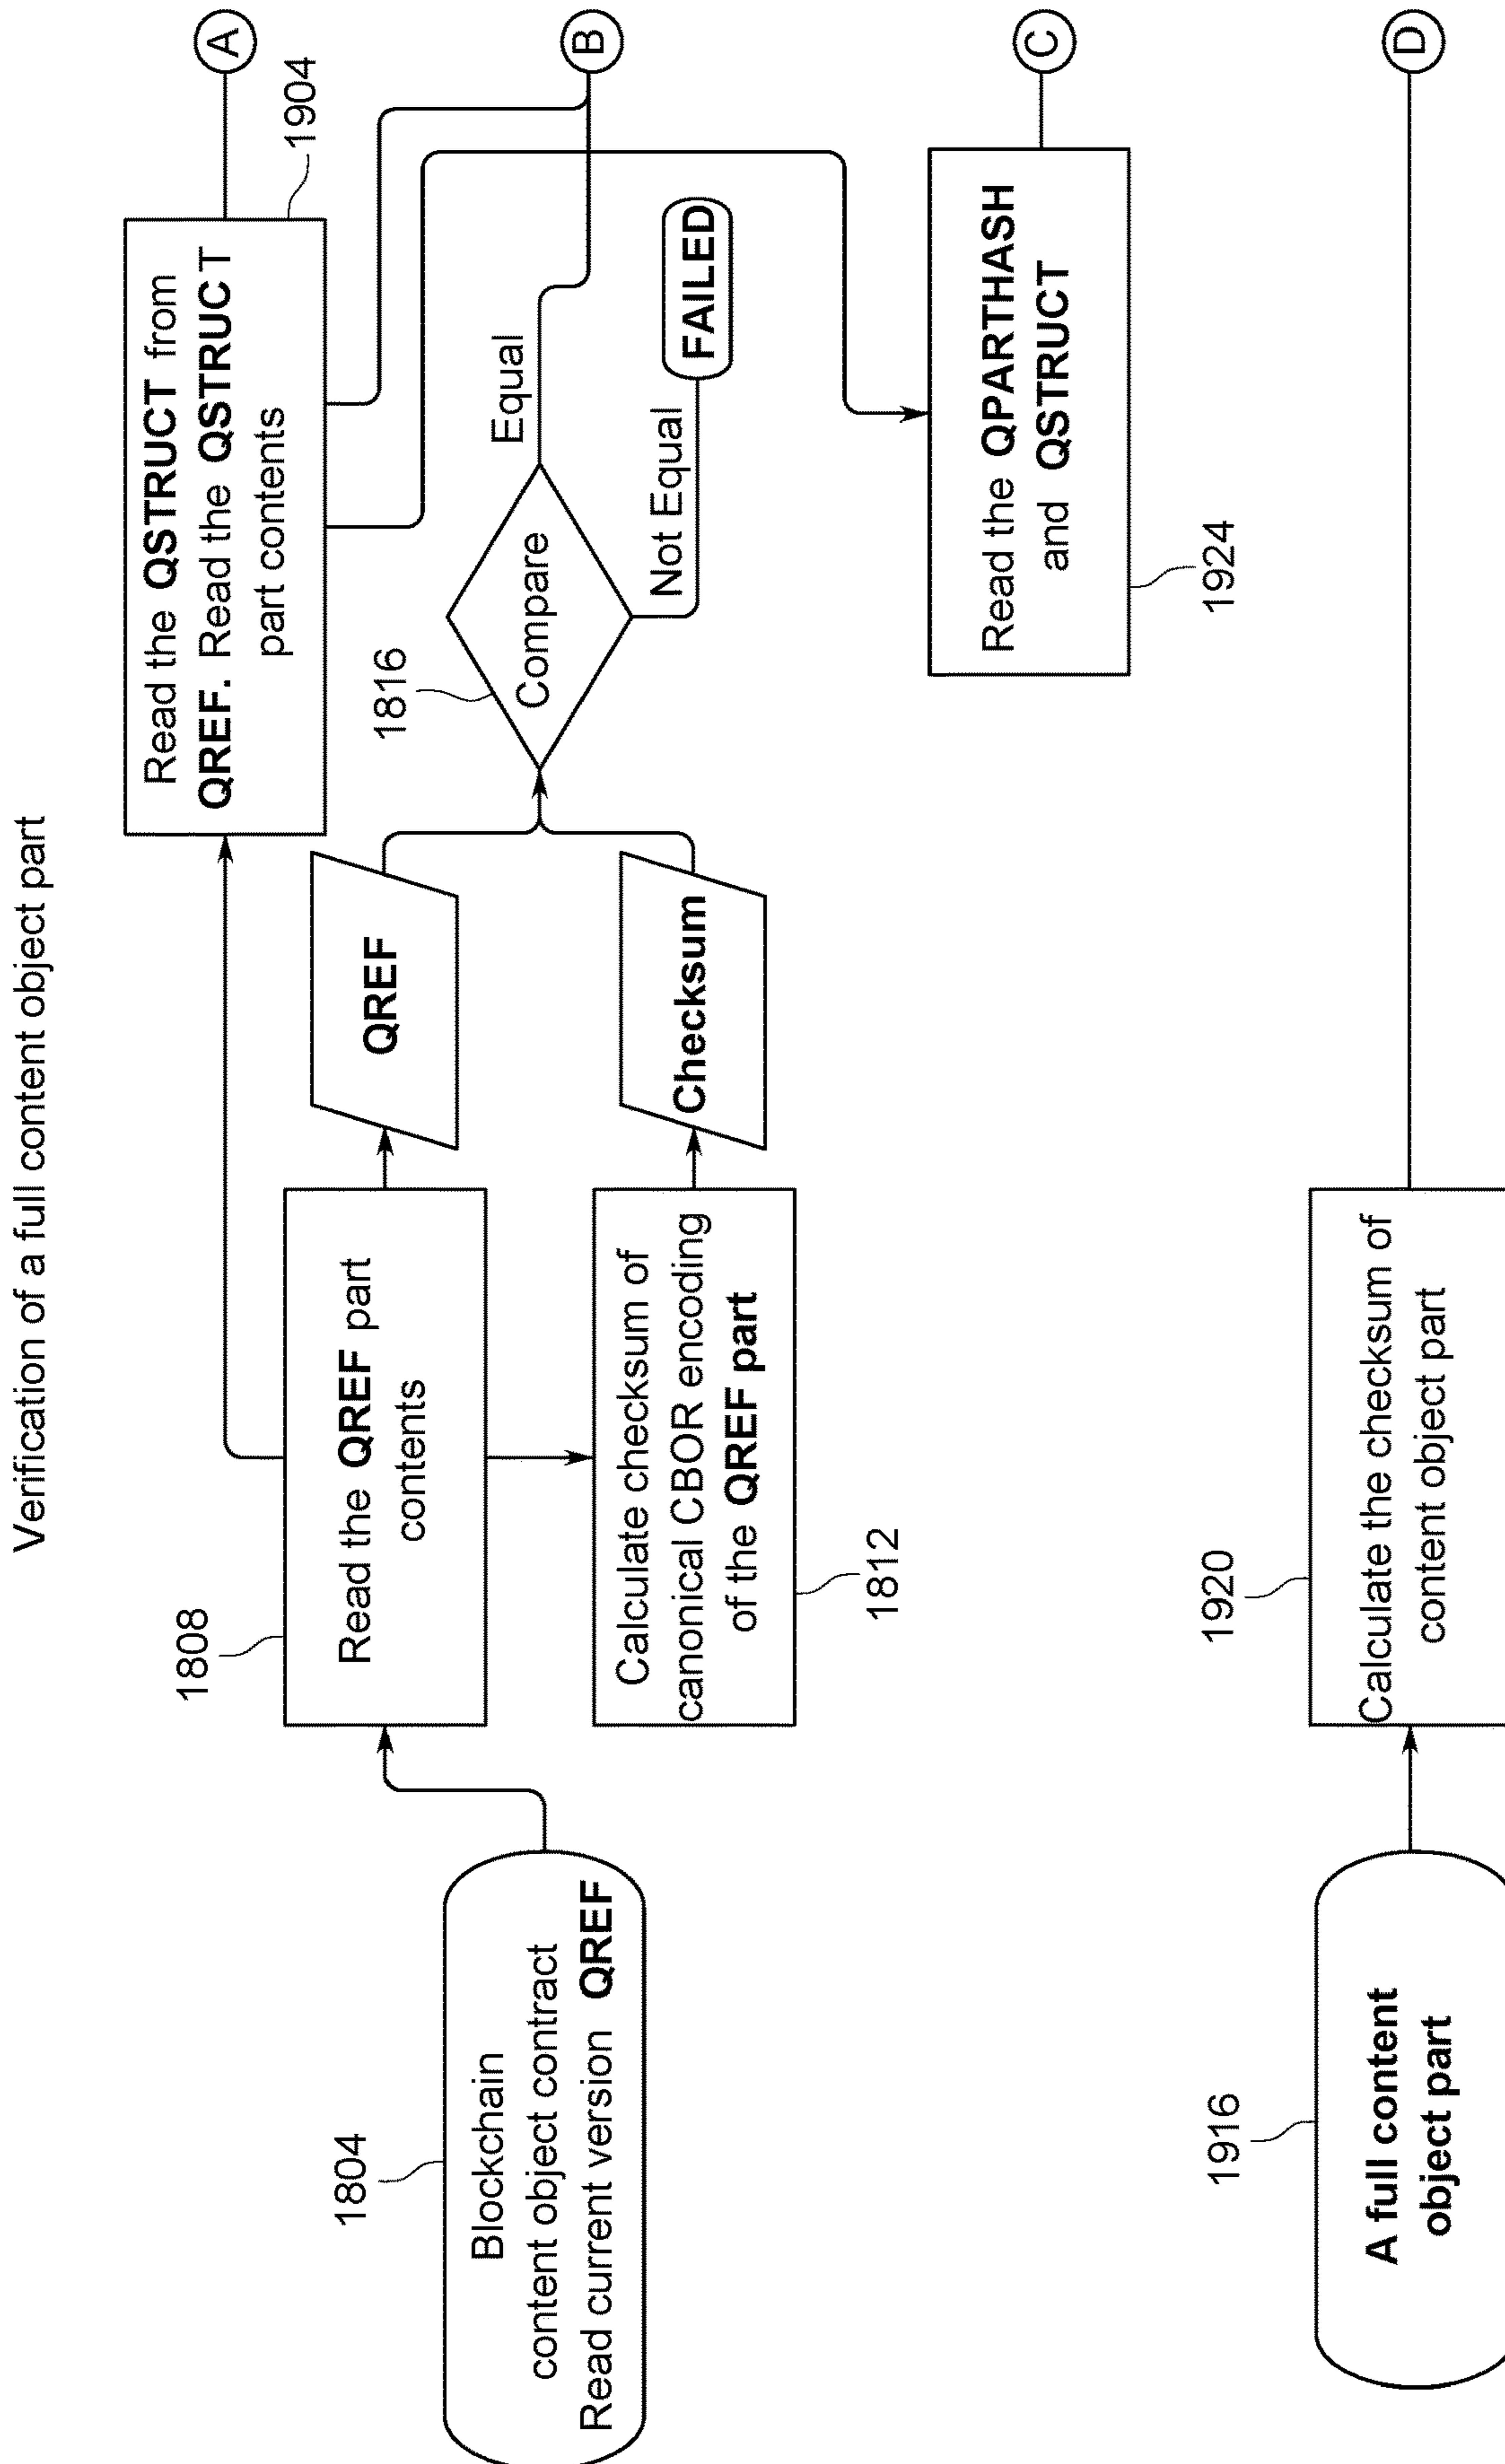 Verification of a full content object part
Blockchain
content object contract
Read current version QREF
1804
Read the QREF part
contents
1808
Calculate checksum of
canonical CBOR encoding
of the QREF part
1812
QREF
Checksum
Compare
1816
Equal
Not Equal
FAILED
Read the QSTRUCT from
QREF. Read the QSTRUCT
part contents
1904
A
B
Read the QPARTHASH
and QSTRUCT
1924
C
A full content
object part
1916
Calculate the checksum of
content object part
1920
D